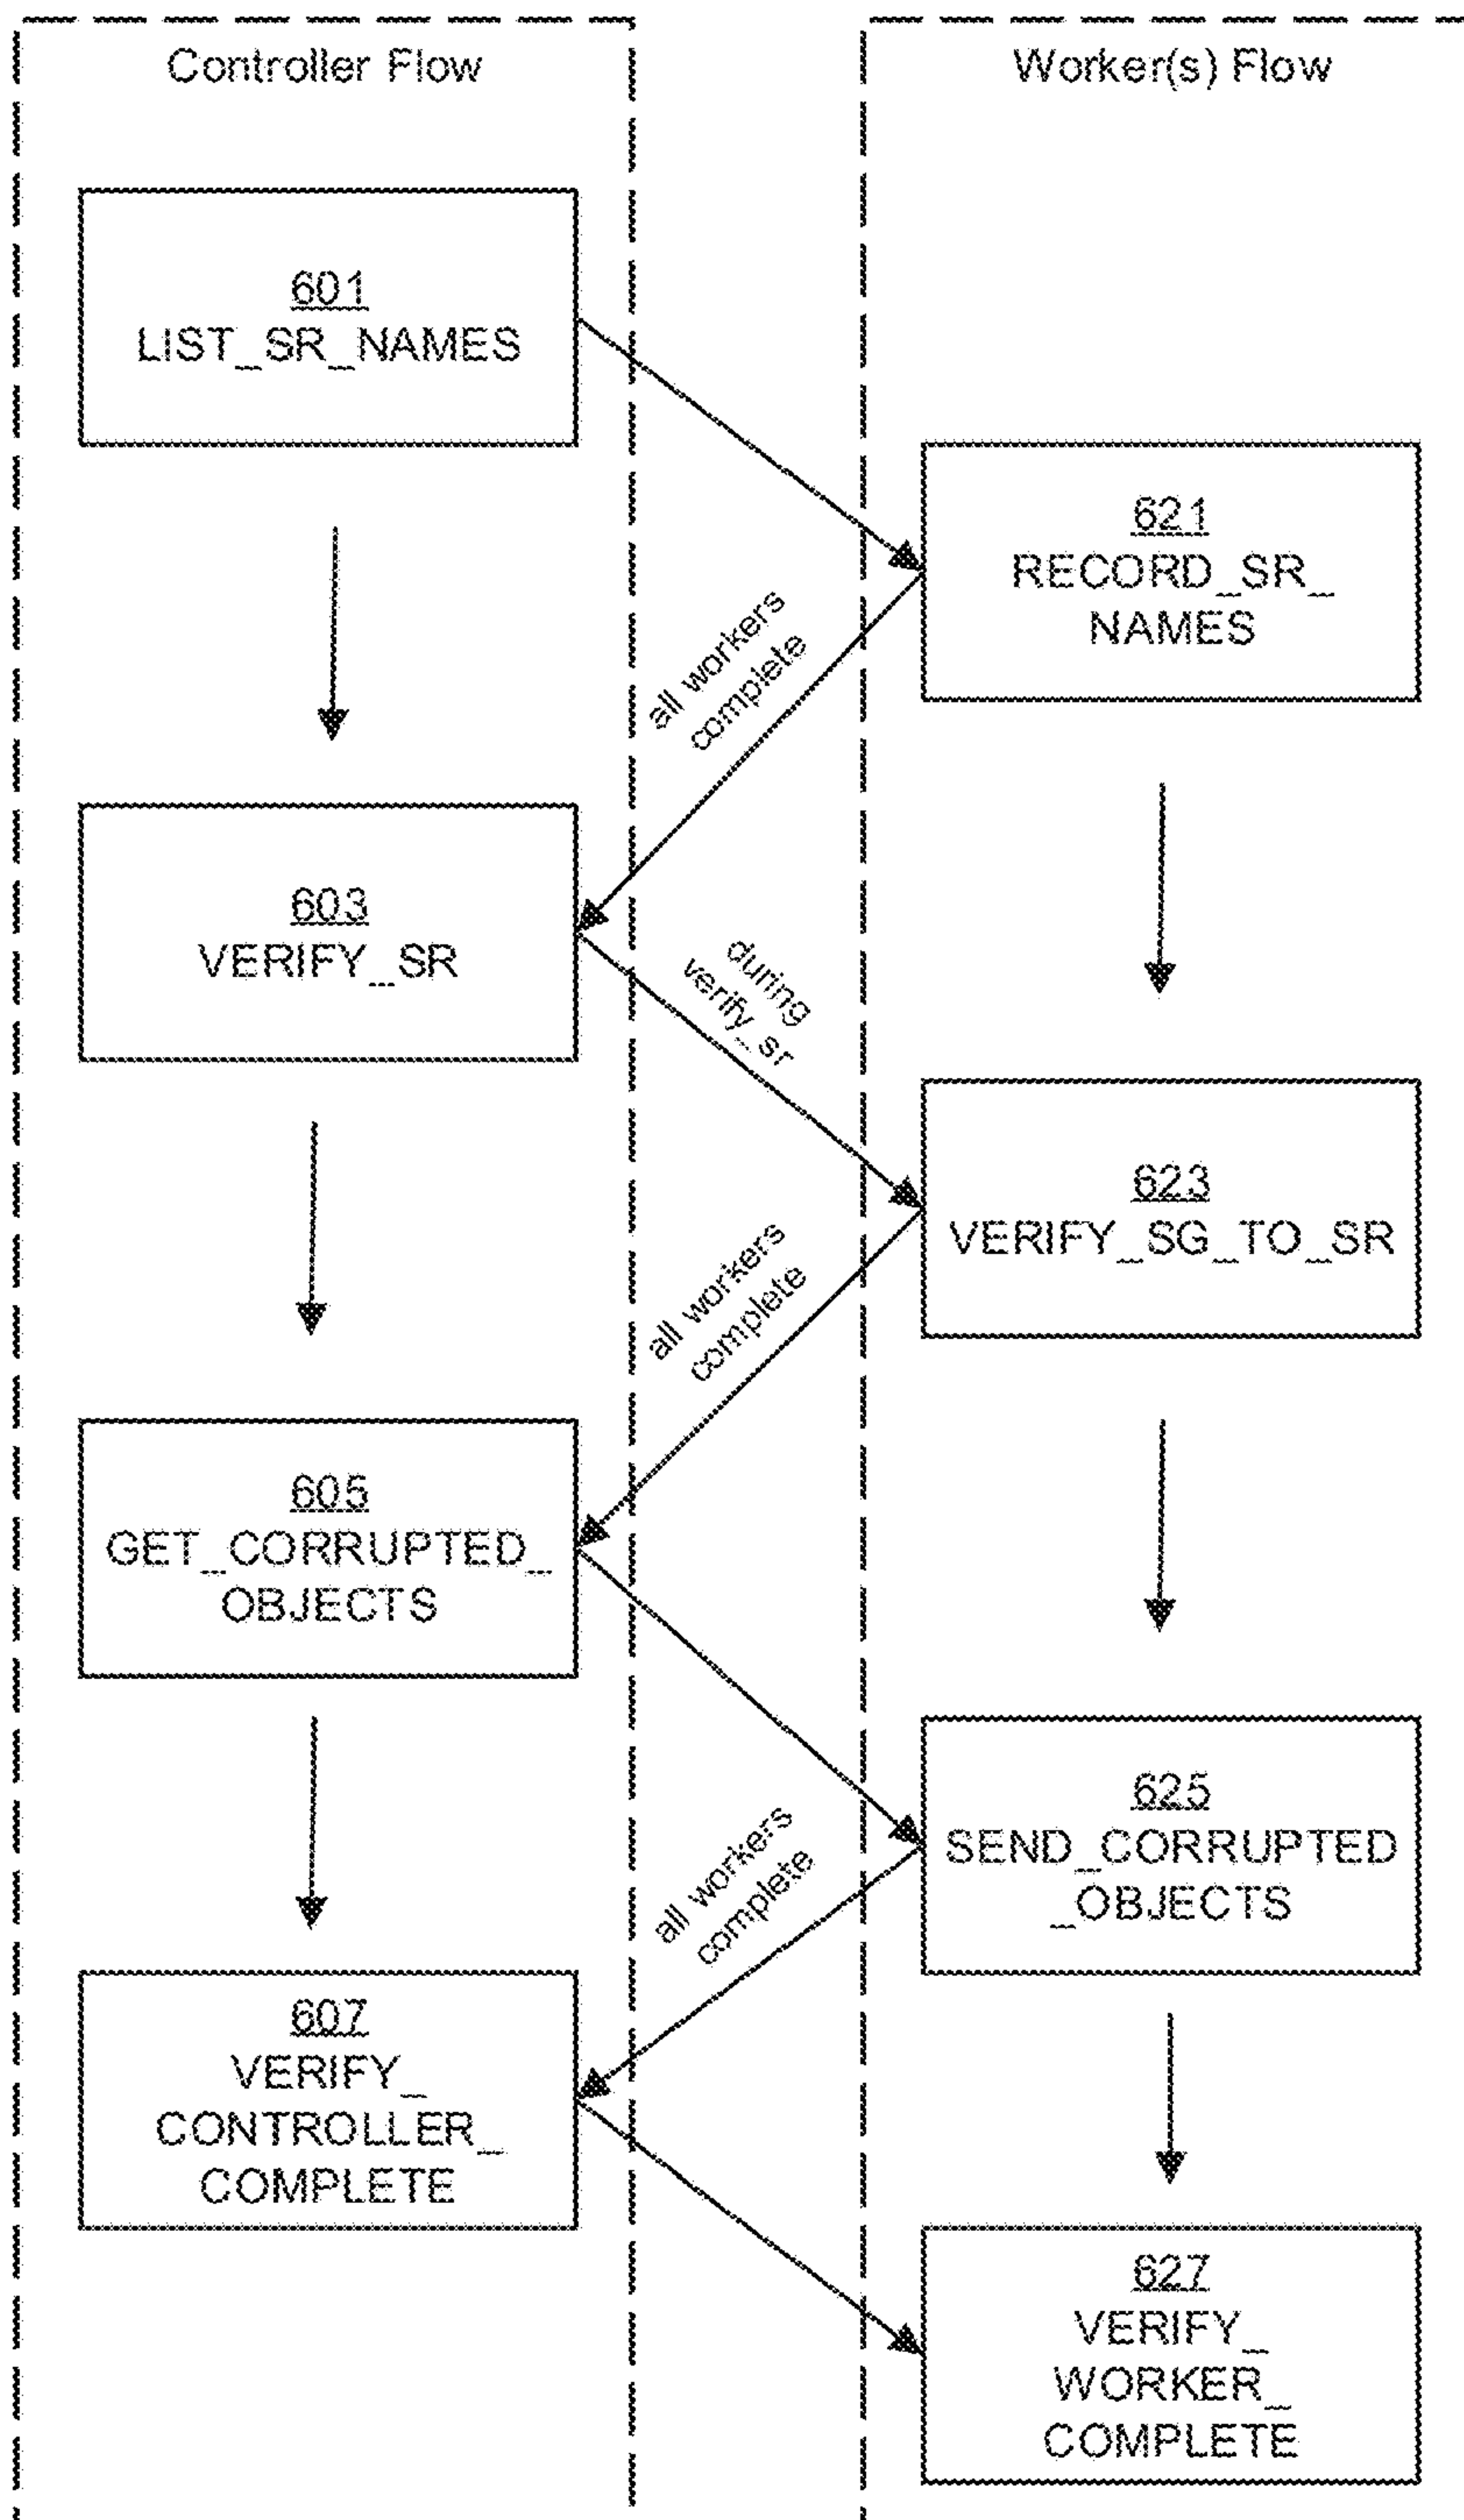 Controller Flow
Worker(s) Flow
601
LIST_SR_NAMES
621
RECORD_SR_
NAMES
all workers
complete
603
VERIFY_SR
during
verify_sr
623
VERIFY_SG_TO_SR
all workers
complete
605
GET_CORRUPTED_
OBJECTS
625
SEND_CORRUPTED
_OBJECTS
all workers
complete
607
VERIFY_
CONTROLLER_
COMPLETE
627
VERIFY_
WORKER_
COMPLETE